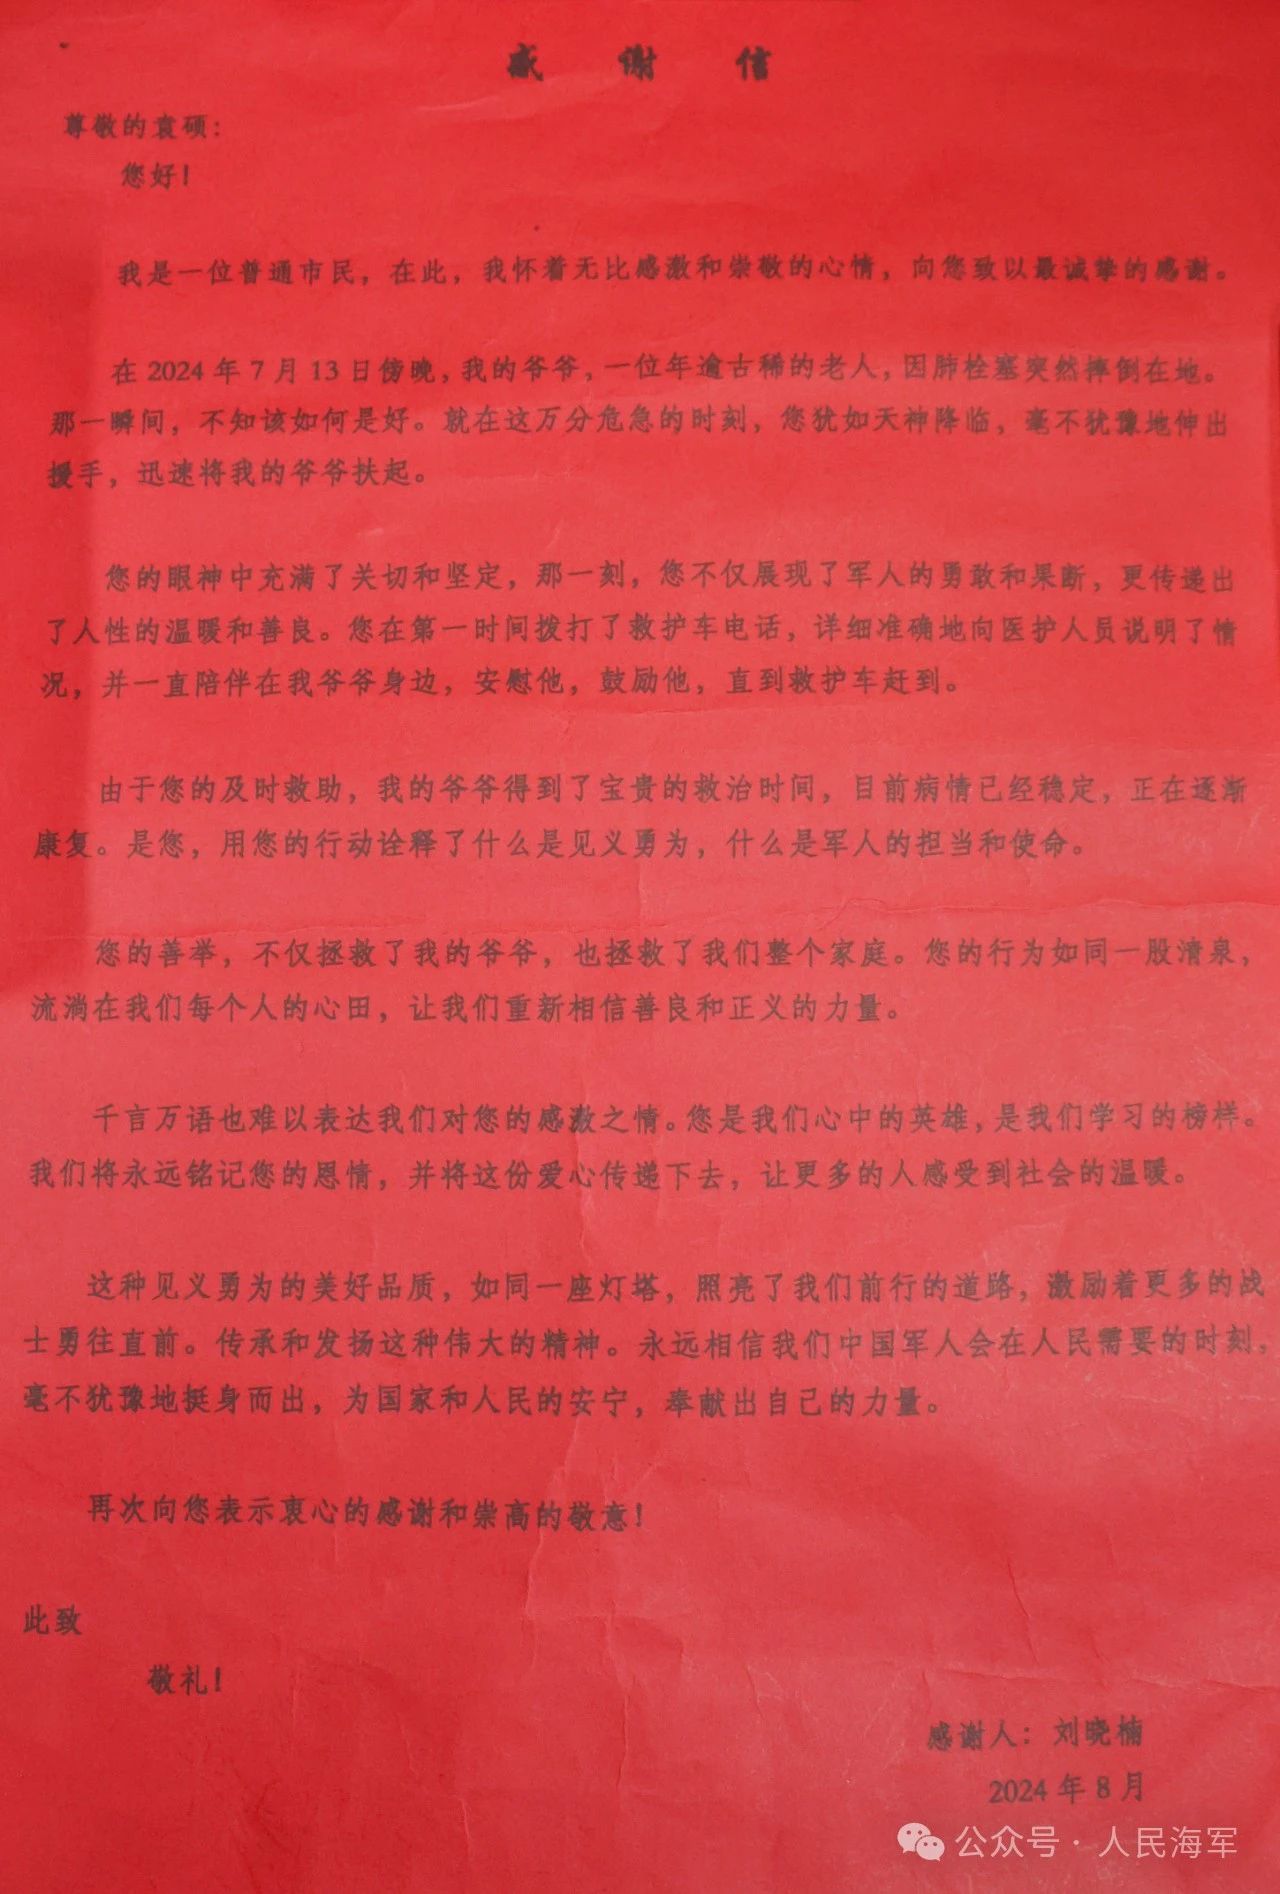 感 谢 信
尊敬的袁硕：
您好！
我是一位普通市民，在此，我怀着无比感激和崇敬的心情，向您致以最诚挚的感谢。
在 2024 年 7 月 13 日傍晚，我的爷爷，一位年逾古稀的老人，因肺栓塞突然摔倒在地。
那一瞬间，不知该如何是好。就在这万分危急的时刻，您犹如天神降临，毫不犹豫地伸出
援手，迅速将我的爷爷扶起。
您的眼神中充满了关切和坚定，那一刻，您不仅展现了军人的勇敢和果断，更传递出
了人性的温暖和善良。您在第一时间拨打了救护车电话，详细准确地向医护人员说明了情
况，并一直陪伴在我爷爷身边，安慰他，鼓励他，直到救护车赶到。
由于您的及时救助，我的爷爷得到了宝贵的救治时间，目前病情已经稳定，正在逐渐
康复。是您，用您的行动诠释了什么是见义勇为，什么是军人的担当和使命。
您的善举，不仅拯救了我的爷爷，也拯救了我们整个家庭。您的行为如同一股清泉，
流淌在我们每个人的心田，让我们重新相信善良和正义的力量。
千言万语也难以表达我们对您的感激之情。您是我们心中的英雄，是我们学习的榜样。
我们将永远铭记您的恩情，并将这份爱心传递下去，让更多的人感受到社会的温暖。
这种见义勇为的美好品质，如同一座灯塔，照亮了我们前行的道路，激励着更多的战
士勇往直前。传承和发扬这种伟大的精神。永远相信我们中国军人会在人民需要的时刻，
毫不犹豫地挺身而出，为国家和人民的安宁，奉献出自己的力量。
再次向您表示衷心的感谢和崇高的敬意！
此致
敬礼！
感谢人：刘晓楠
2024 年 8 月
公众号·人民海军